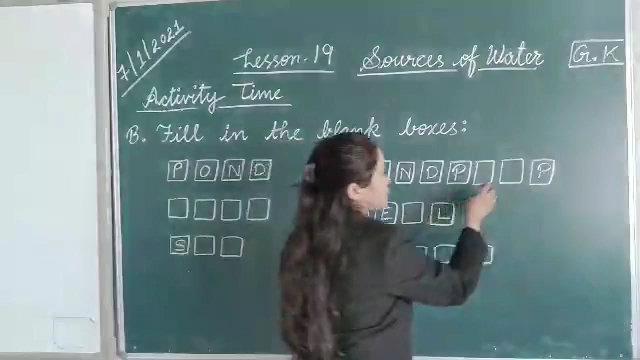 7/1/2021
Lesson-19 Sources of Water G.K
Activity Time
B. Fill in the blank boxes:
P O N D N D P P
E L
S